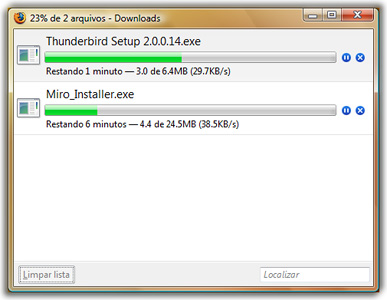 23% de 2 arquivos - Downloads
Thunderbird Setup 2.0.0.14.exe
Restando 1 minuto — 3.0 de 6.4MB (29.7KB/s)
Miro_Installer.exe
Restando 6 minutos — 4.4 de 24.5MB (38.5KB/s)
Limpar lista
Localizar